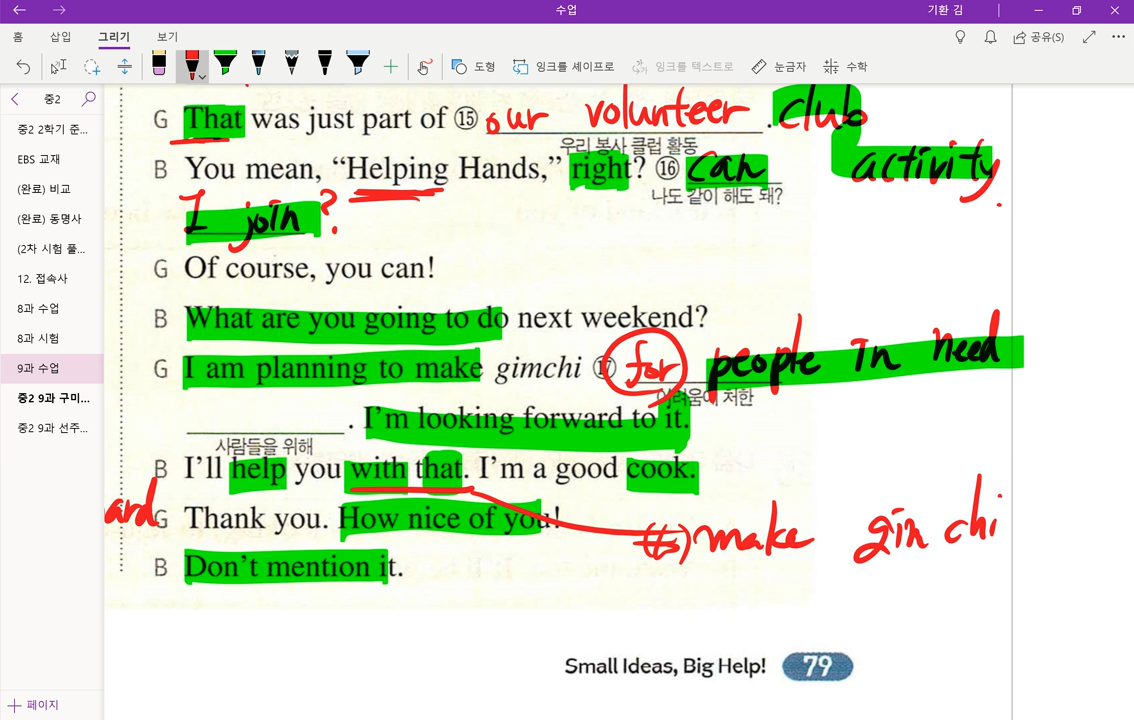 수업
기환 김
홈 삽입 그리기 보기
공유(S)
도형 잉크를 셰이프로 잉크를 텍스트로 눈금자 수학
중2
중2 2학기 준...
EBS 교재
(완료) 비교
(완료) 동명사
(2차 시험 풀...
12. 접속사
8과 수업
8과 시험
9과 수업
중2 9과 구미...
중2 9과 선주...
페이지
G That was just part of ⑮ our volunteer . club
우리 봉사 클럽 활동
B You mean, “Helping Hands,” right? ⑯ Can activity.
나도 같이 해도 돼?
I join ?
G Of course, you can!
B What are you going to do next weekend?
G I am planning to make gimchi ⑰ for people in need
어려움에 처한
. I’m looking forward to it.
사람들을 위해
B I’ll help you with that. I’m a good cook.
ard
G Thank you. How nice of you!
(to) make gin chi
B Don’t mention it.
Small Ideas, Big Help! 79